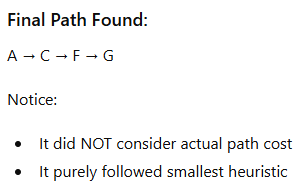 Final Path Found:
A → C → F → G
Notice:
• It did NOT consider actual path cost
• It purely followed smallest heuristic